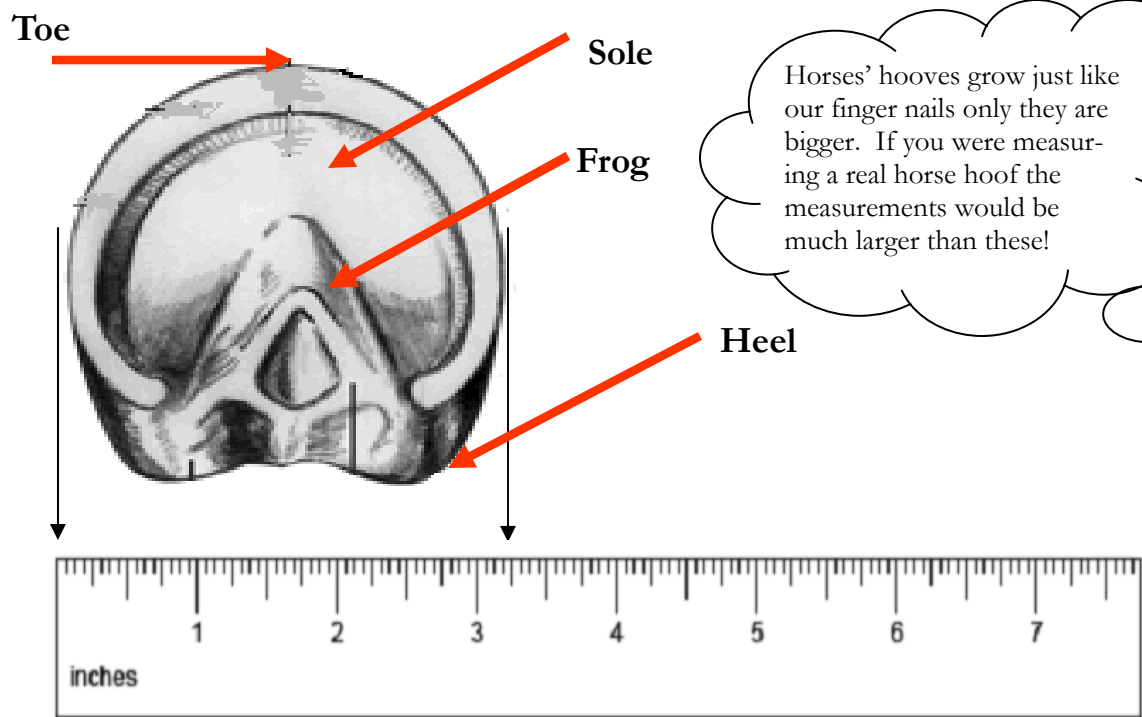 Toe
Sole
Frog
Heel
Horses’ hooves grow just like
our finger nails only they are
bigger. If you were measur-
ing a real horse hoof the
measurements would be
much larger than these!
1 2 3 4 5 6 7
inches